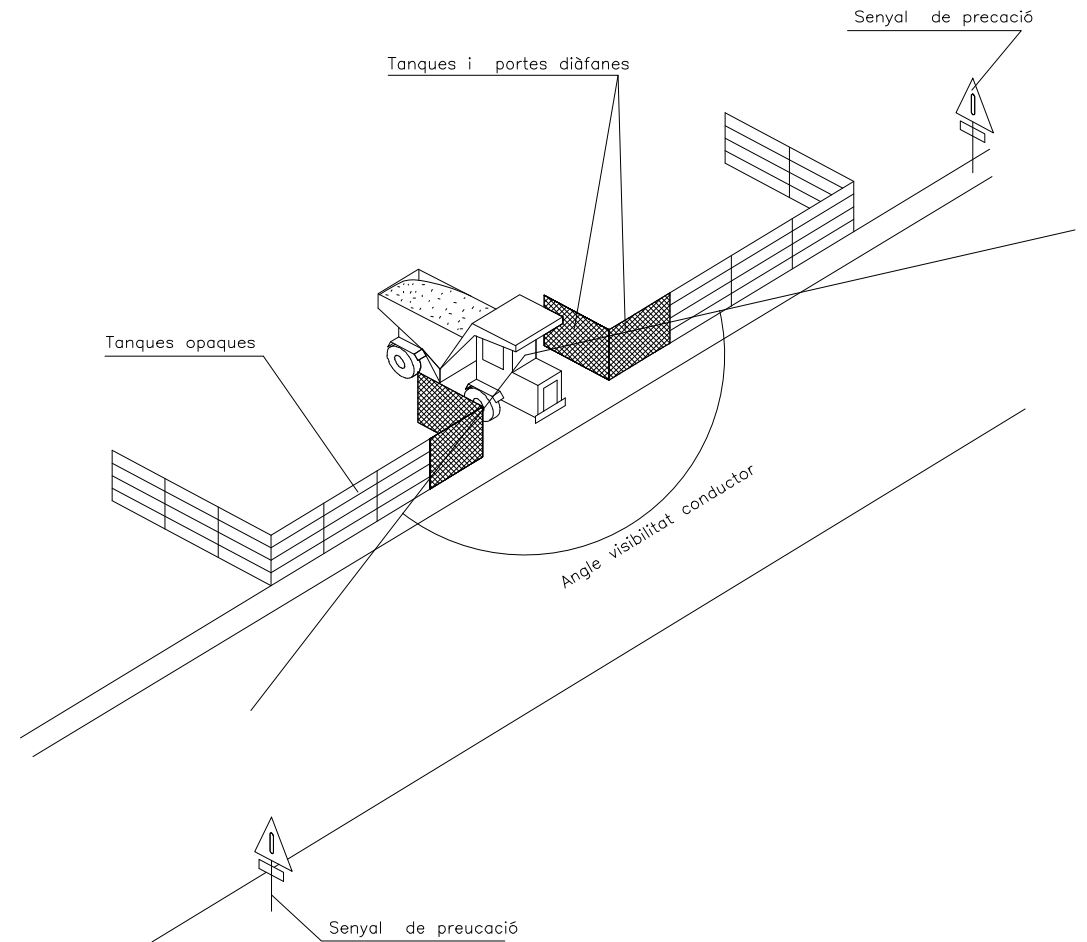 Senyal de precació
Tanques i portes diàfanes
Tanques opaques
Angle visibilitat conductor
Senyal de preucació